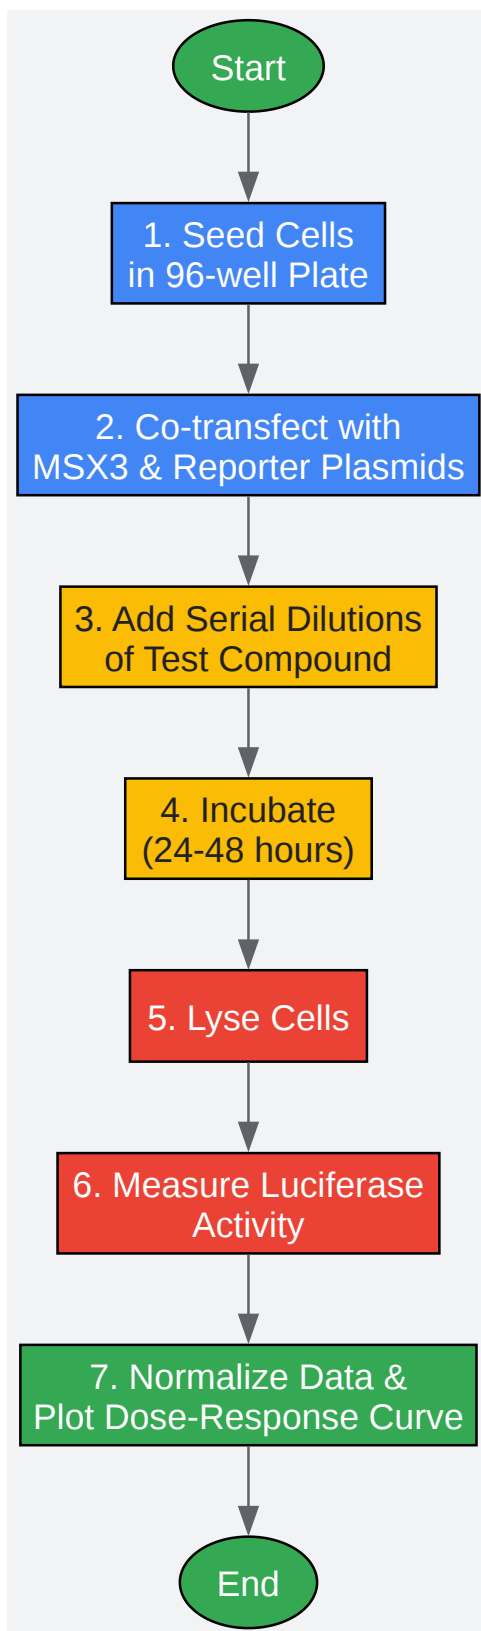 Start
1. Seed Cells
in 96-well Plate
2. Co-transfect with
MSX3 & Reporter Plasmids
3. Add Serial Dilutions
of Test Compound
4. Incubate
(24-48 hours)
5. Lyse Cells
6. Measure Luciferase
Activity
7. Normalize Data &
Plot Dose-Response Curve
End